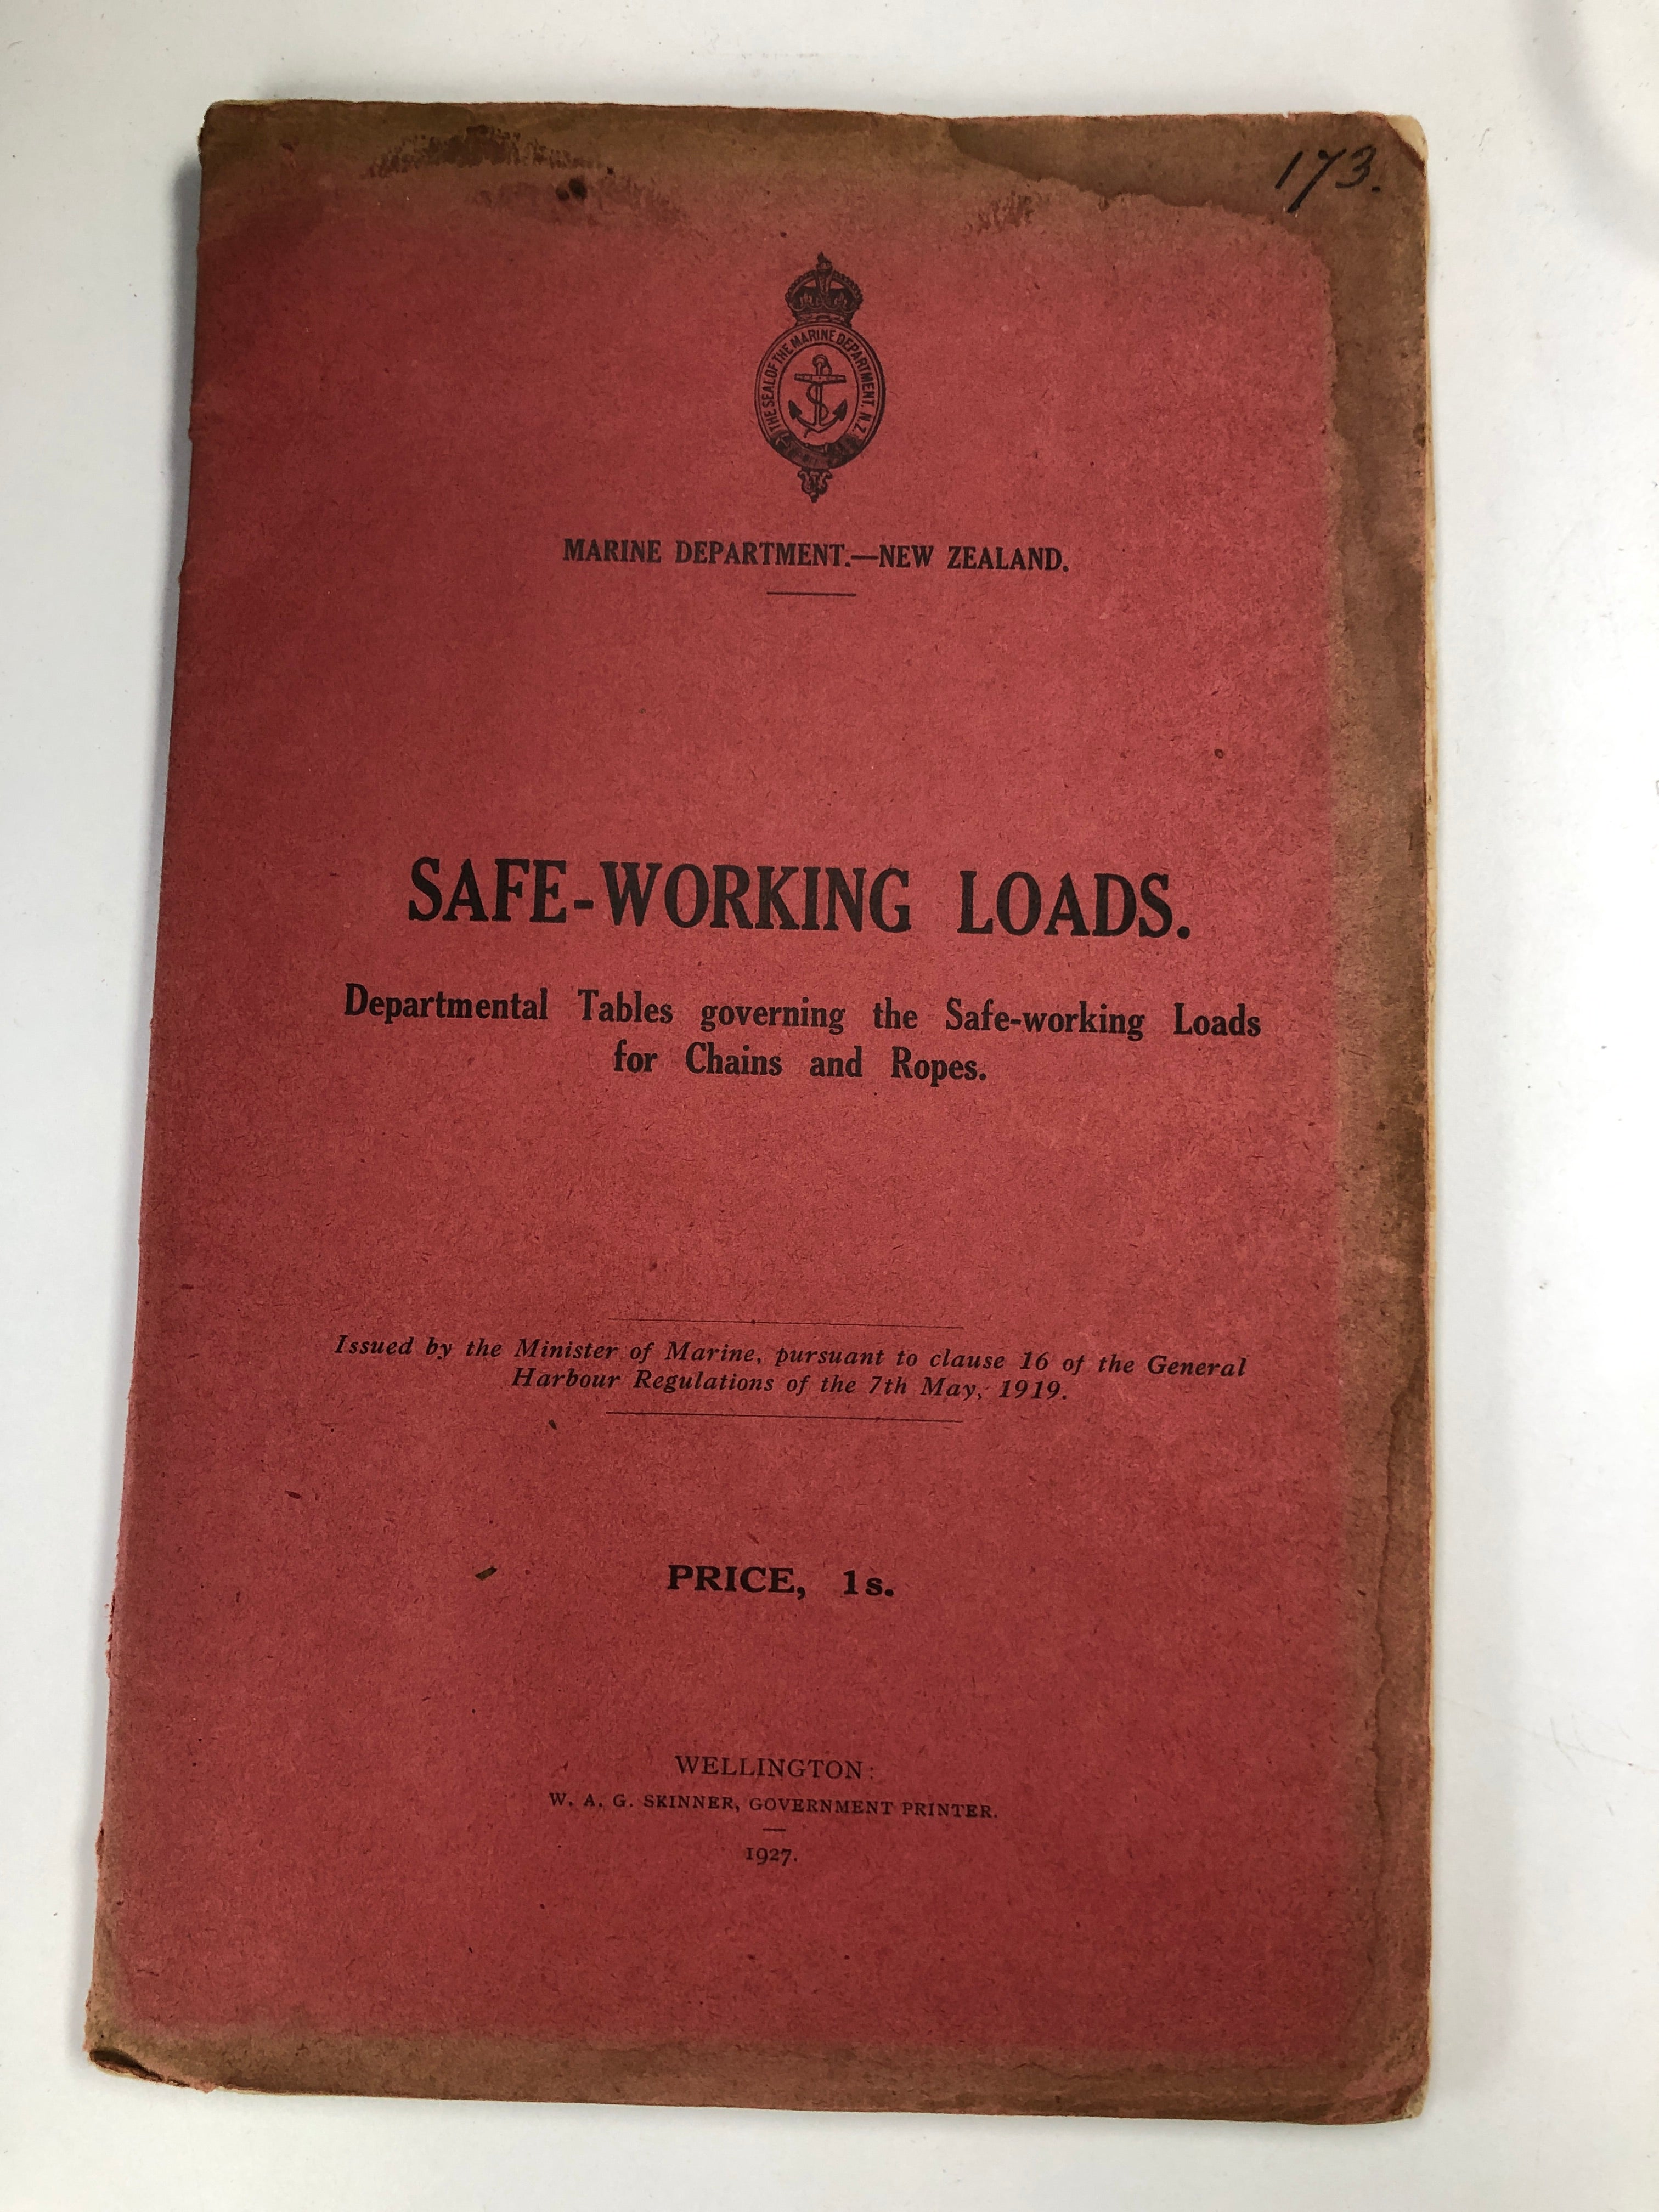 173.
THE SEAL OF THE MARINE DEPARTMENT, N.Z.
MARINE DEPARTMENT.—NEW ZEALAND.
SAFE-WORKING LOADS.
Departmental Tables governing the Safe-working Loads
for Chains and Ropes.
Issued by the Minister of Marine, pursuant to clause 16 of the General
Harbour Regulations of the 7th May, 1919.
PRICE, 1s.
WELLINGTON:
W. A. G. SKINNER, GOVERNMENT PRINTER.
1927.